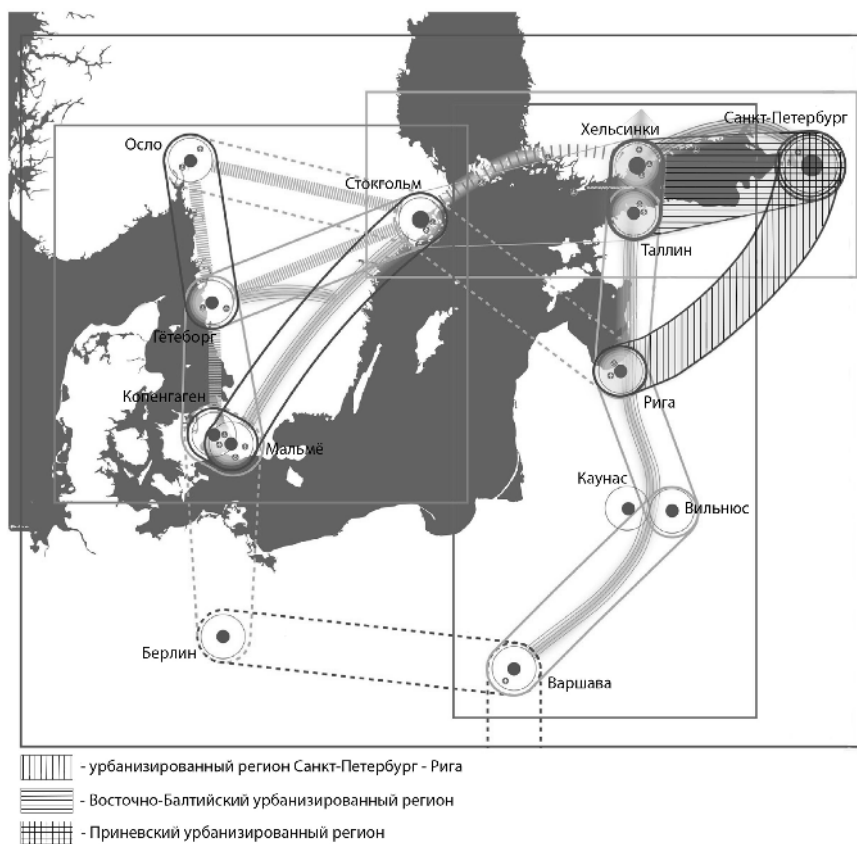 Санкт-Петербург
Хельсинки
Осло
Стокгольм
Таллин
Гётеборг
Копенгаген
Рига
Мальмё
Каунас
Вильнюс
Берлин
Варшава
- урбанизированный регион Санкт-Петербург - Рига
- Восточно-Балтийский урбанизированный регион
- Приневский урбанизированный регион